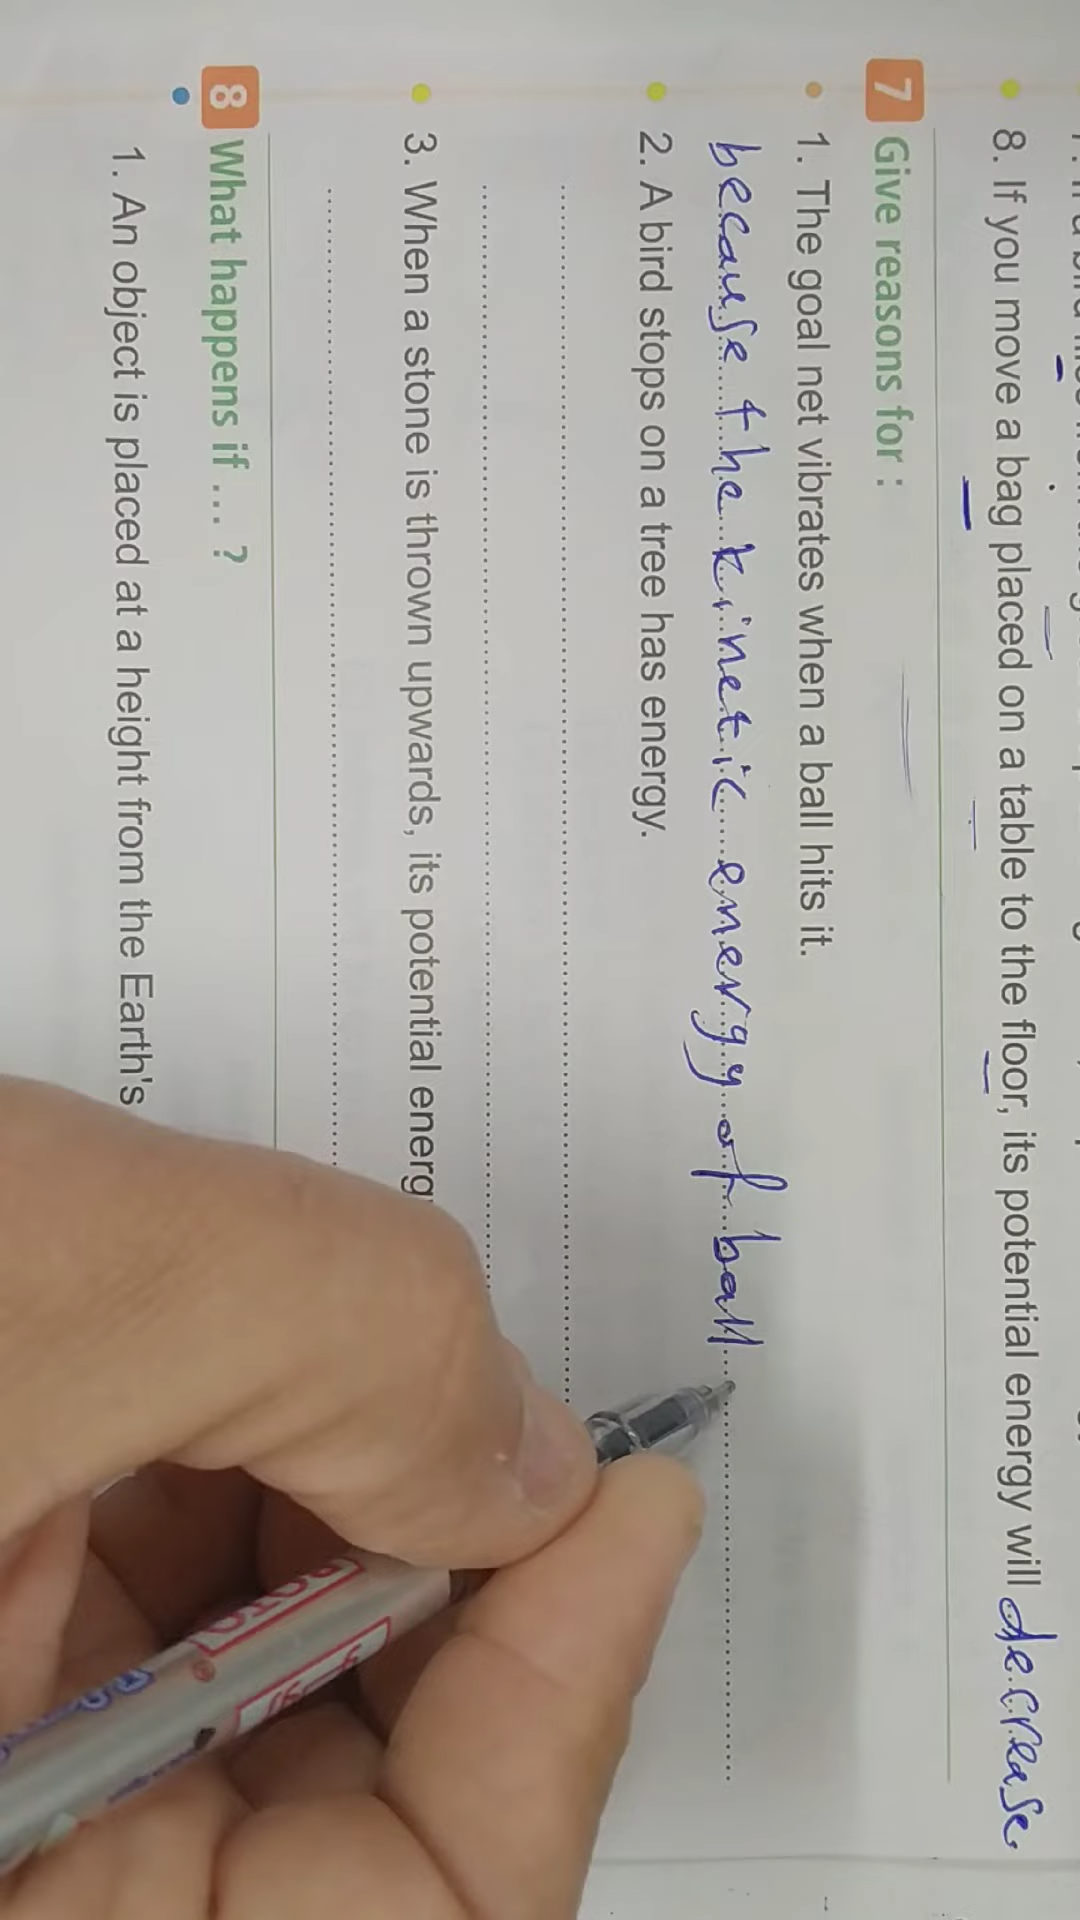 8. If you move a bag placed on a table to the floor, its potential energy will decrease.
7 Give reasons for :
1. The goal net vibrates when a ball hits it.
because the kinetic energy of ball
2. A bird stops on a tree has energy.
3. When a stone is thrown upwards, its potential energ
8 What happens if ... ?
1. An object is placed at a height from the Earth's